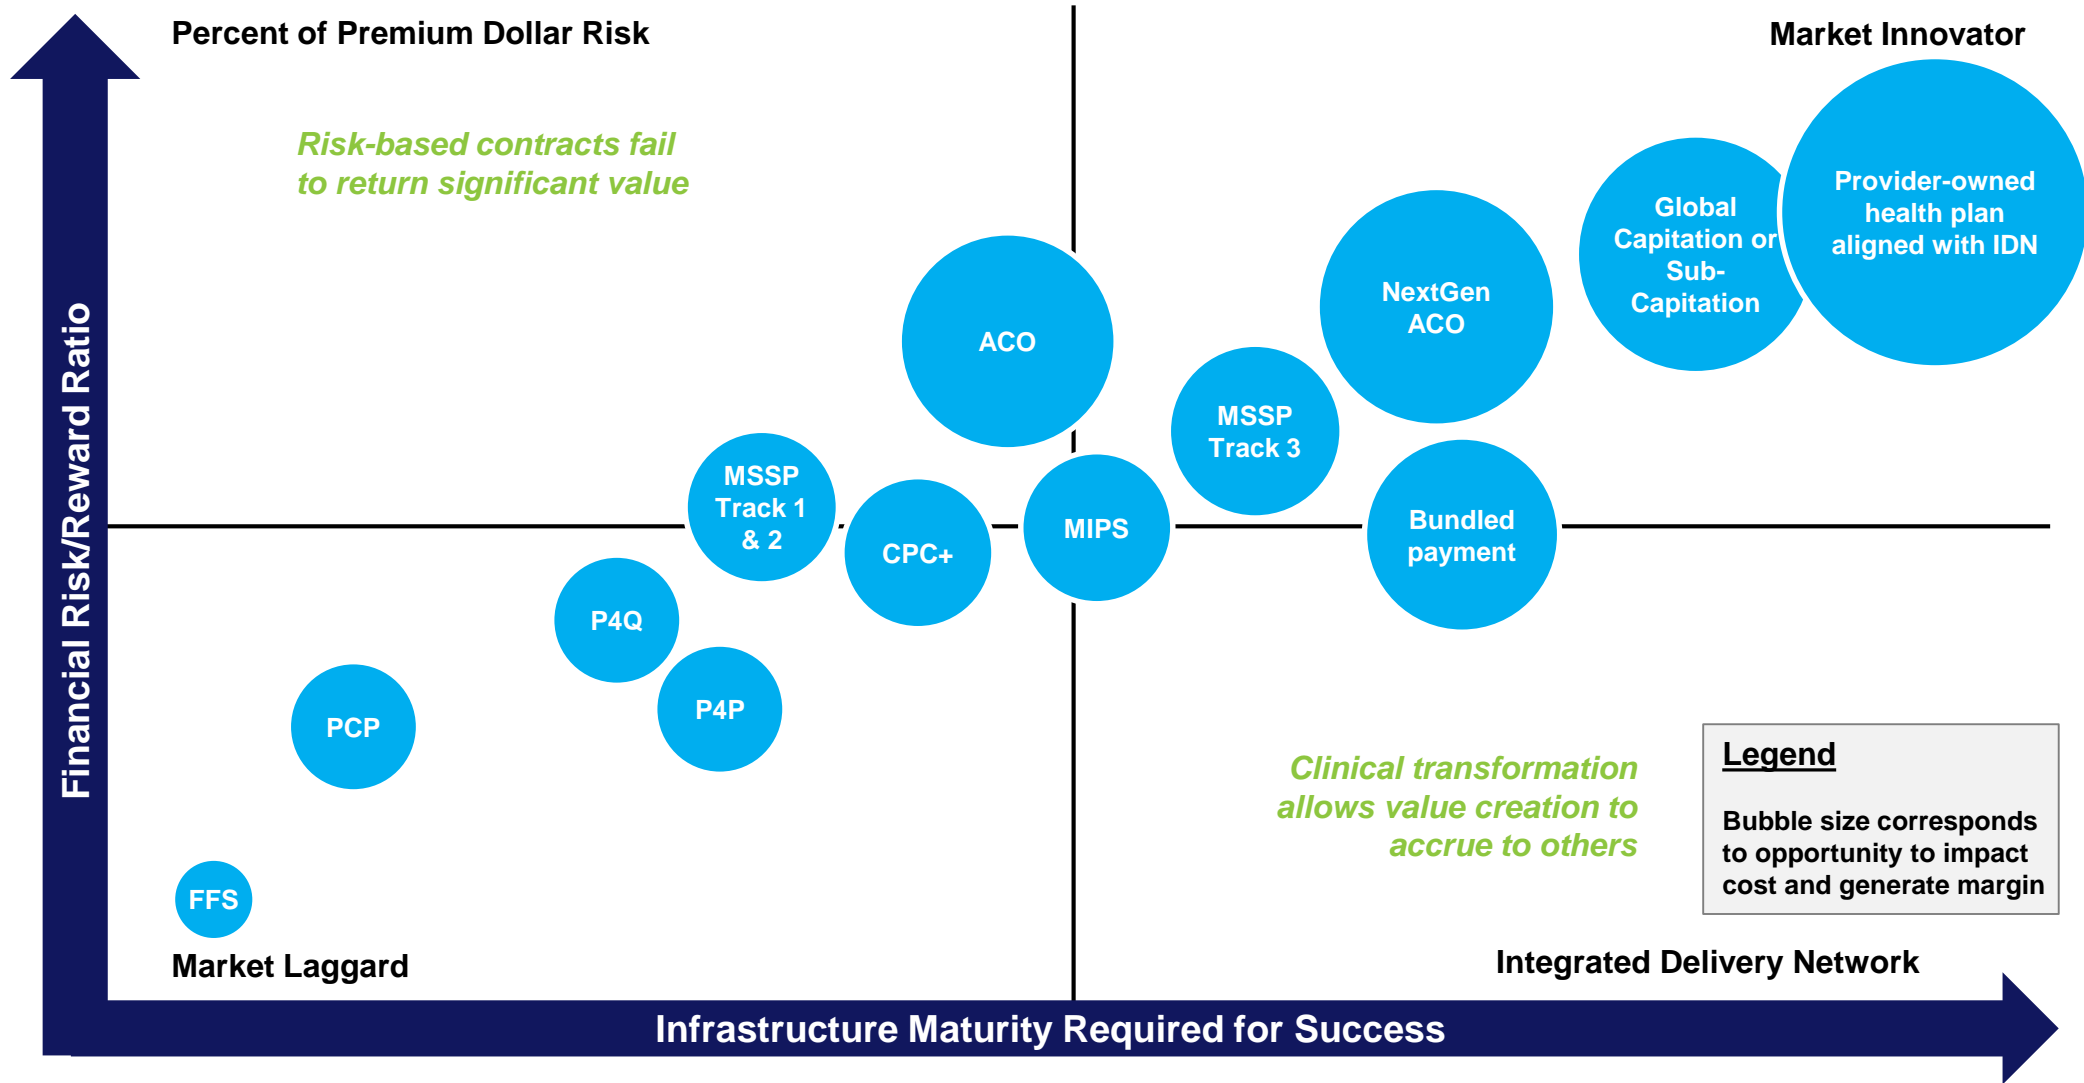 Percent of Premium Dollar Risk
Market Innovator
Risk-based contracts fail
to return significant value
Provider-owned
health plan
aligned with IDN
Global
Capitation or
Sub-
Capitation
NextGen
ACO
ACO
MSSP
Track 3
MSSP
Track 1
& 2
CPC+
MIPS
Bundled
payment
P4Q
P4P
PCP
FFS
Financial Risk/Reward Ratio
Clinical transformation
allows value creation to
accrue to others
Legend
Bubble size corresponds
to opportunity to impact
cost and generate margin
Market Laggard
Integrated Delivery Network
Infrastructure Maturity Required for Success